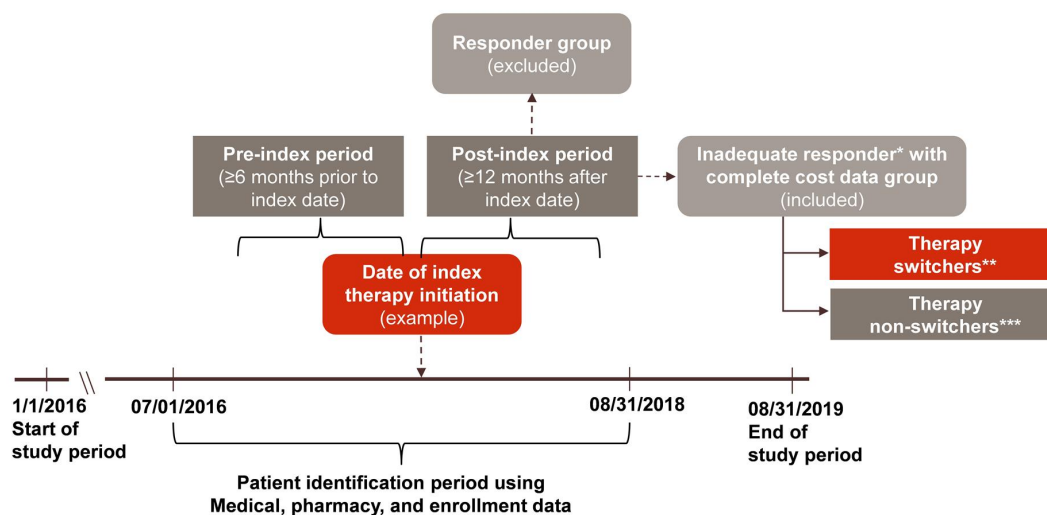 Responder group
(excluded)
Pre-index period
(≥6 months prior to
index date)
Post-index period
(≥12 months after
index date)
Inadequate responder* with
complete cost data group
(included)
Therapy
switchers**
Therapy
non-switchers***
Date of index
therapy initiation
(example)
1/1/2016
Start of
study period
07/01/2016
08/31/2018
08/31/2019
End of
study period
Patient identification period using
Medical, pharmacy, and enrollment data